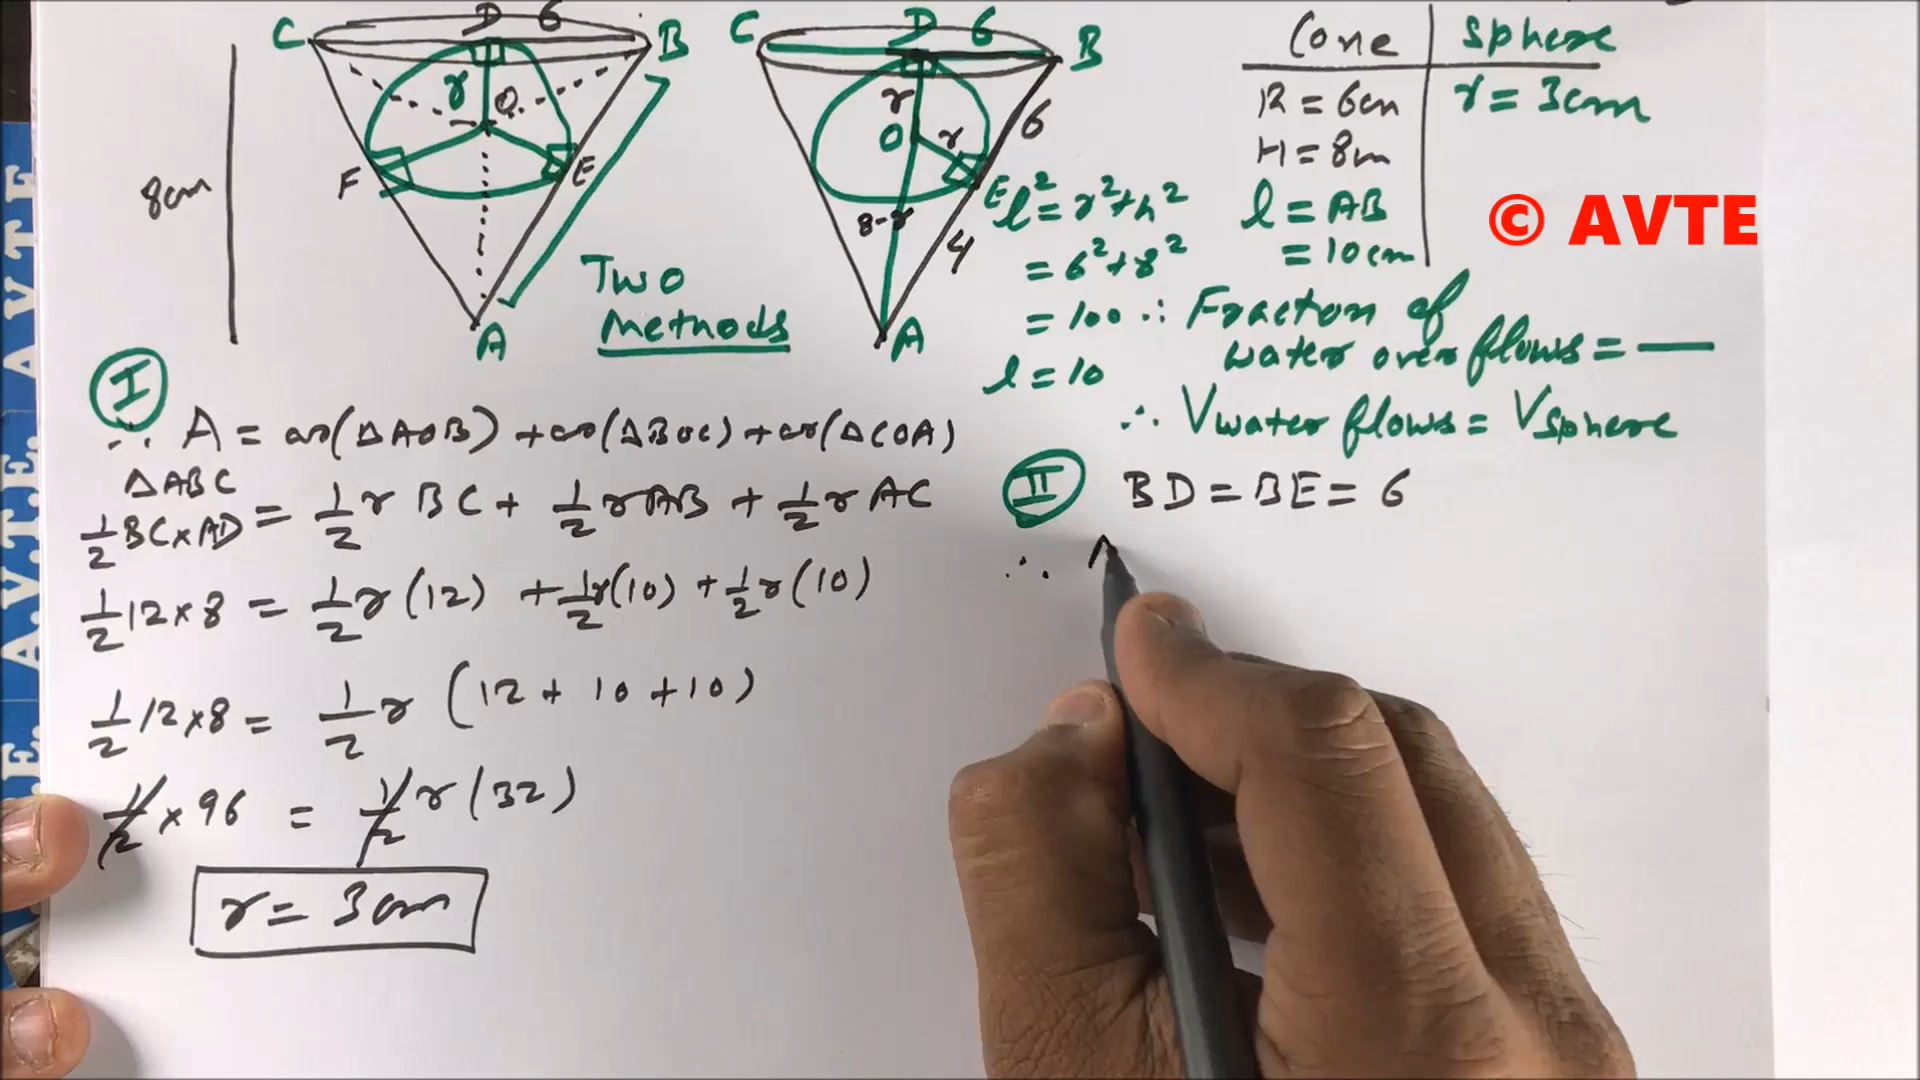 C D 6 B
r O
F E
8cm
A
Two
Methods
C D 6 B
r
O r 6
E
8-r 4
A
Cone Sphere
R = 6cm r = 3cm
H = 8m
l = AB
= 10cm
© AVTE
l² = r² + h²
= 6² + 8²
= 100
l = 10
∴ Fraction of
water over flows = —
∴ Vwater flows = Vsphere
I
∴ A = ar(ΔAOB) + ar(ΔBOC) + ar(ΔCOA)
ΔABC
1/2 BC × AD = 1/2 r BC + 1/2 r AB + 1/2 r AC
1/2 12 × 8 = 1/2 r (12) + 1/2 r (10) + 1/2 r (10)
1/2 12 × 8 = 1/2 r (12 + 10 + 10)
1/2 × 96 = 1/2 r (32)
r = 3cm
II BD = BE = 6
∴
A.V.T.E.